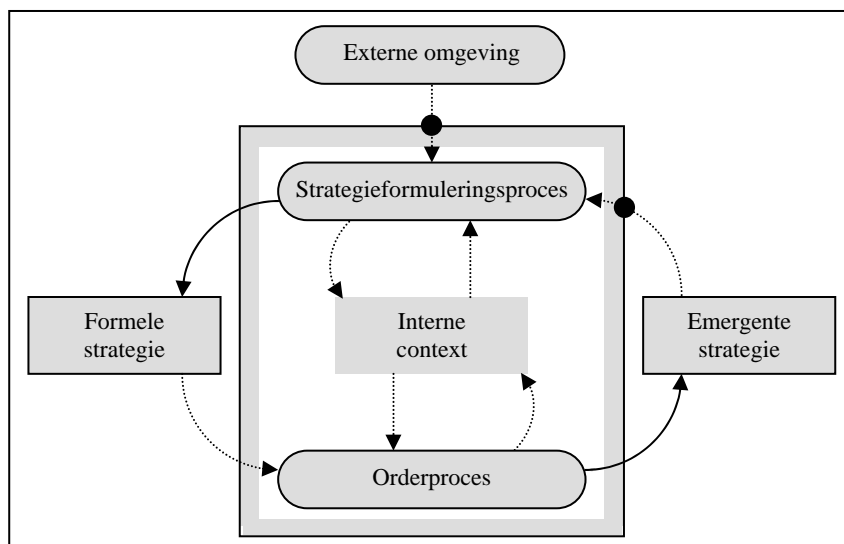 Externe omgeving
Strategieformuleringsproces
Formele
strategie
Interne
context
Emergente
strategie
Orderproces